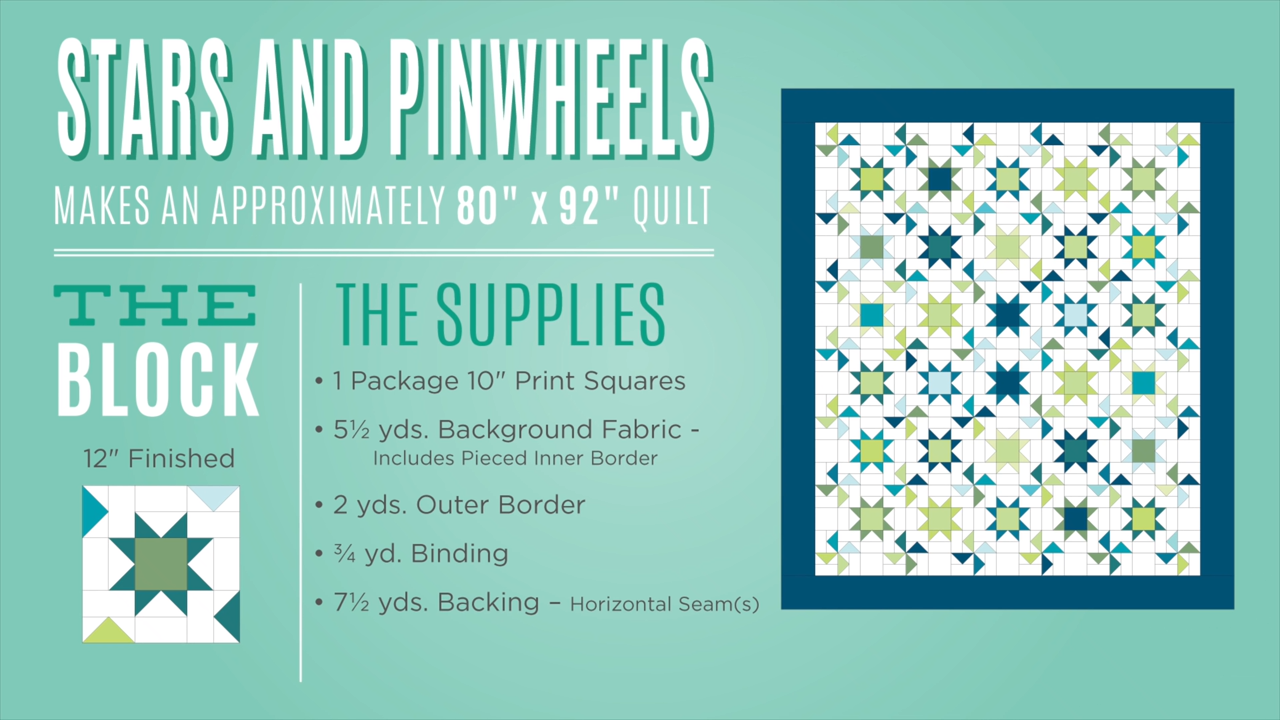 STARS AND PINWHEELS
MAKES AN APPROXIMATELY 80" x 92" QUILT
THE
BLOCK
12" Finished
THE SUPPLIES
• 1 Package 10" Print Squares
• 5½ yds. Background Fabric -
Includes Pieced Inner Border
• 2 yds. Outer Border
• ¾ yd. Binding
• 7½ yds. Backing – Horizontal Seam(s)